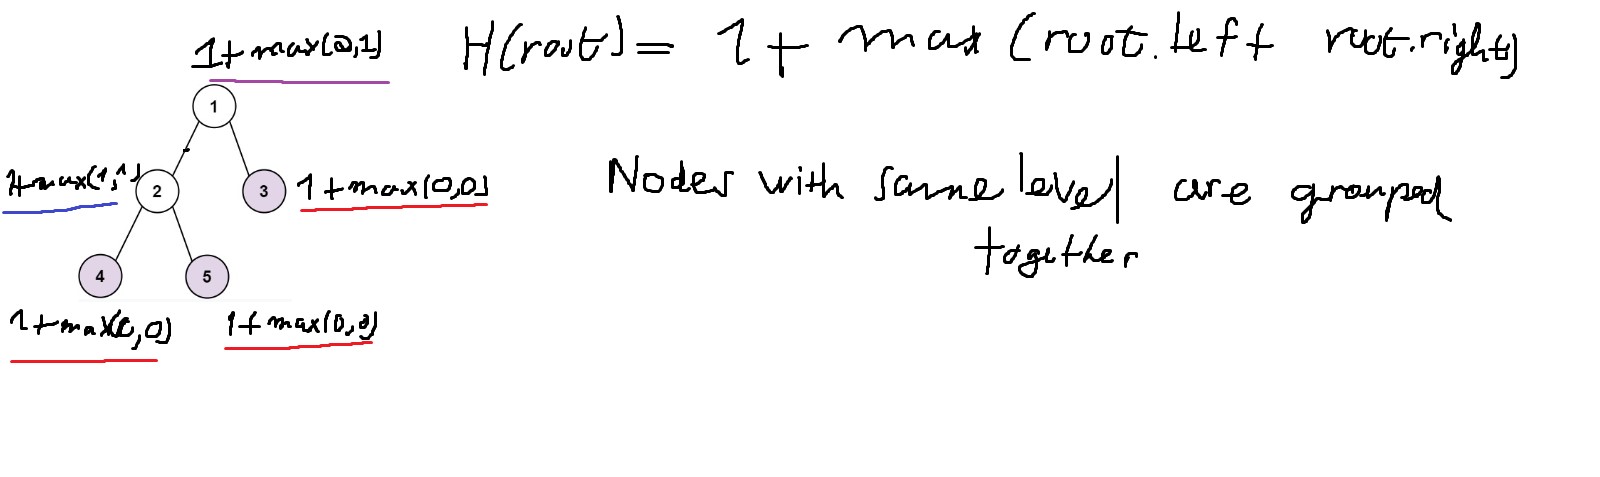 1+max(2,1) H(root) = 1 + max (root.left root.right)
1
1+max(1,1) 2 3 1+max(0,0) Nodes with same level are grouped
together
4 5
1+max(0,0) 1+max(0,0)